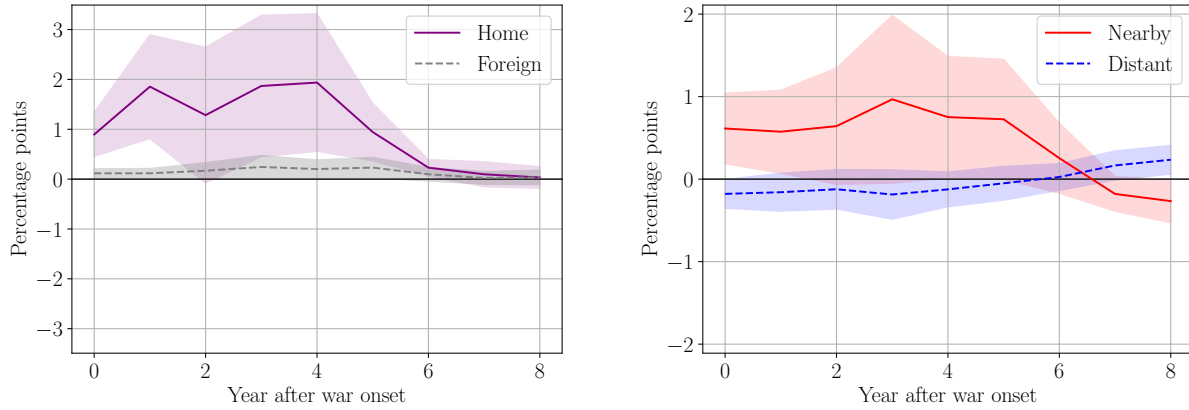 Percentage points
3
2
1
0
−1
−2
−3
Home
Foreign
0 2 4 6 8
Year after war onset
Percentage points
2
1
0
−1
−2
Nearby
Distant
0 2 4 6 8
Year after war onset